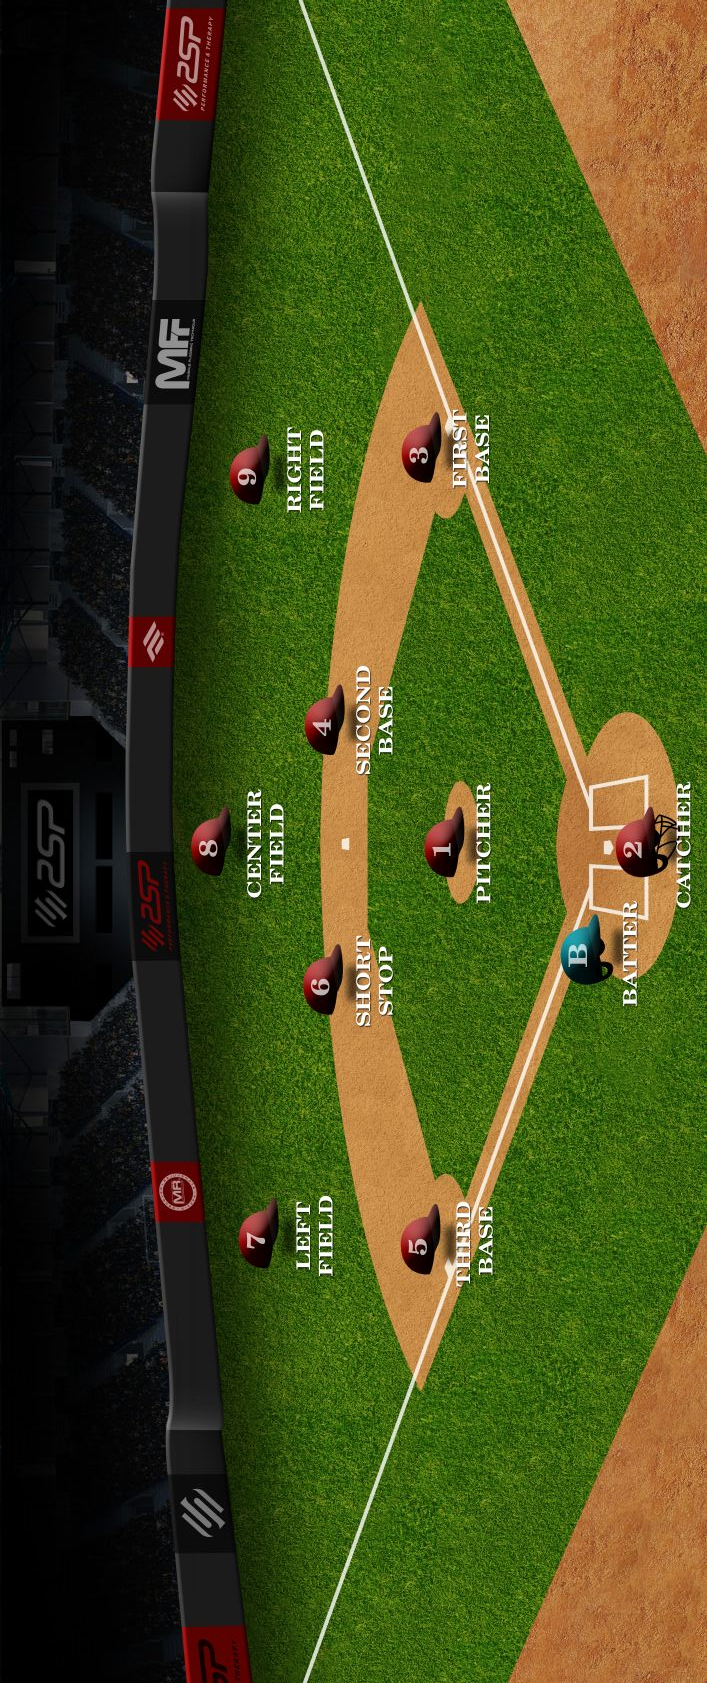 2SP
2SP
PERFORMANCE & THERAPY
MFF
2SP
MR
8
CENTER
FIELD
7
LEFT
FIELD
9
RIGHT
FIELD
6
SHORT
STOP
4
SECOND
BASE
5
THIRD
BASE
1
PITCHER
3
FIRST
BASE
B
BATTER
2
CATCHER